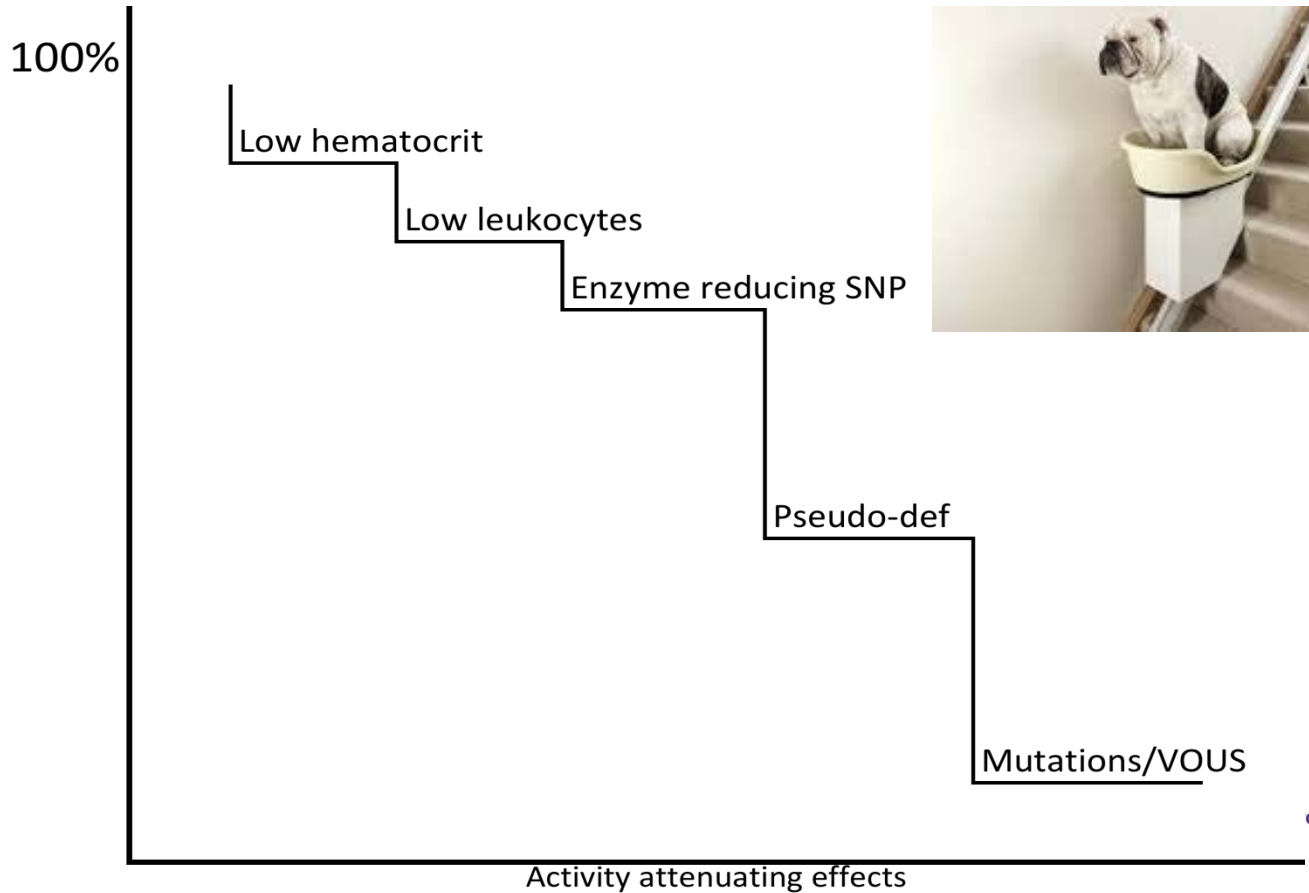 100%
Low hematocrit
Low leukocytes
Enzyme reducing SNP
Pseudo-def
Mutations/VOUS
Activity attenuating effects